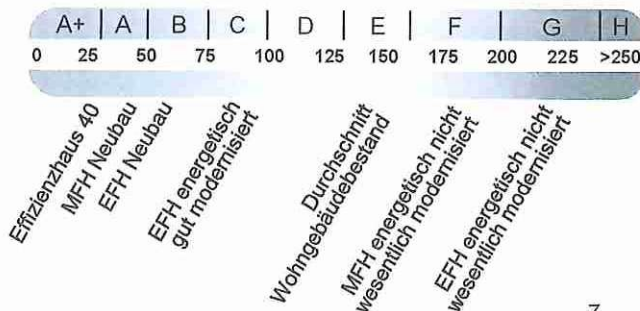 A+ | A | B | C | D | E | F | G | H
0 25 50 75 100 125 150 175 200 225 >250
Effizienzhaus 40
MFH Neubau
EFH Neubau
EFH energetisch
gut modernisiert
Durchschnitt
Wohngebäudebestand
MFH energetisch nicht
wesentlich modernisiert
EFH energetisch nicht
wesentlich modernisiert
7